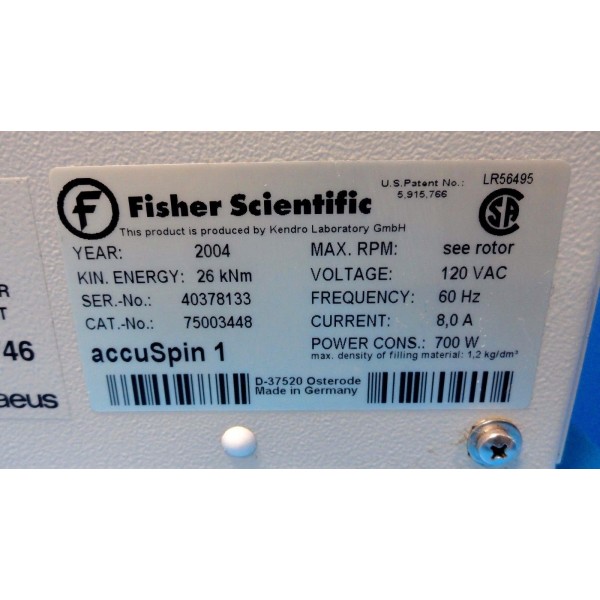 F Fisher Scientific
U.S.Patent No.: 5,915,766
LR56495
SA
This product is produced by Kendro Laboratory GmbH
YEAR: 2004
KIN. ENERGY: 26 kNm
SER.-No.: 40378133
CAT.-No.: 75003448
accuSpin 1
MAX. RPM: see rotor
VOLTAGE: 120 VAC
FREQUENCY: 60 Hz
CURRENT: 8,0 A
POWER CONS.: 700 W
max. density of filling material: 1,2 kg/dm³
D-37520 Osterode
Made in Germany
R
T
46
aeus